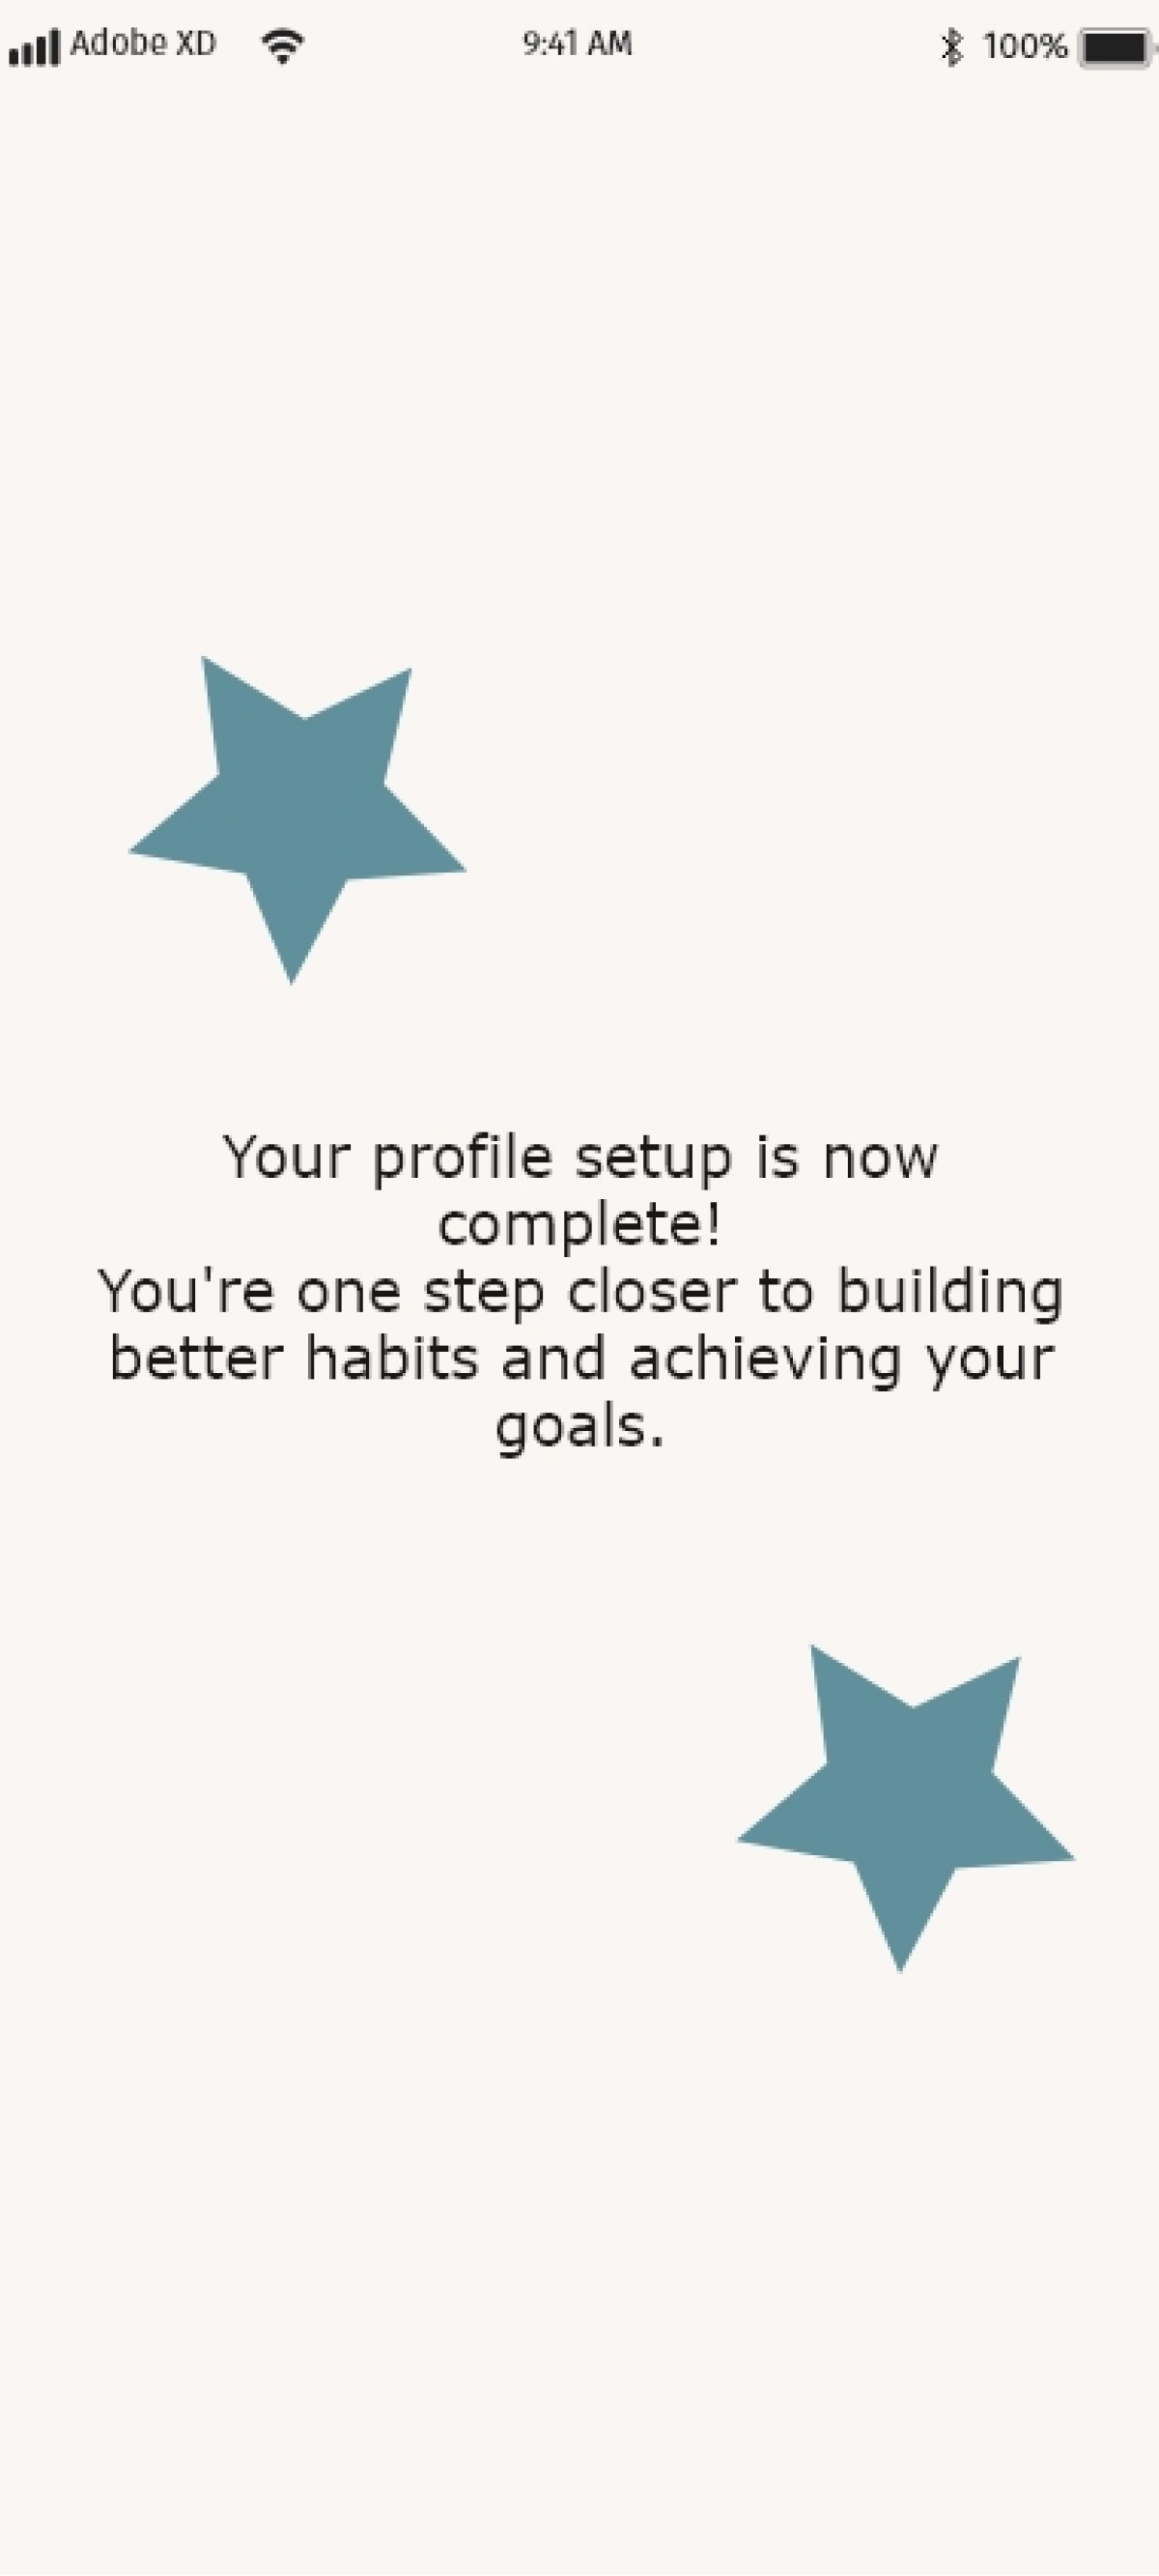 Adobe XD 9:41 AM 100%
Your profile setup is now
complete!
You're one step closer to building
better habits and achieving your
goals.